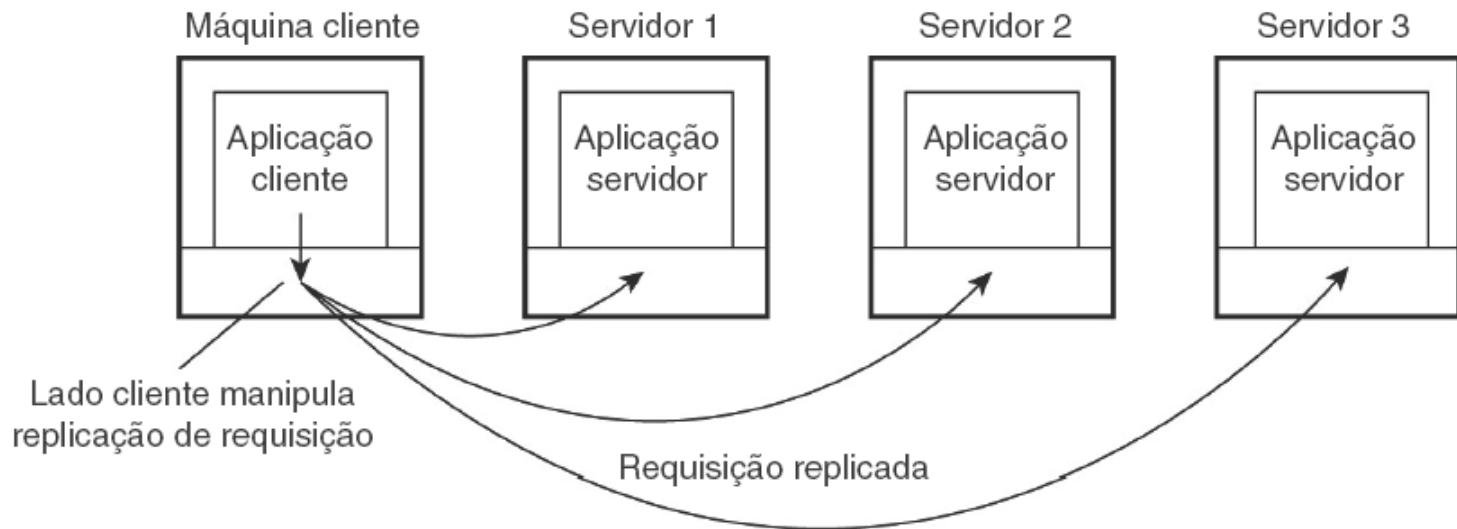 Máquina cliente
Servidor 1
Servidor 2
Servidor 3
Aplicação
cliente
Aplicação
servidor
Aplicação
servidor
Aplicação
servidor
Lado cliente manipula
replicação de requisição
Requisição replicada